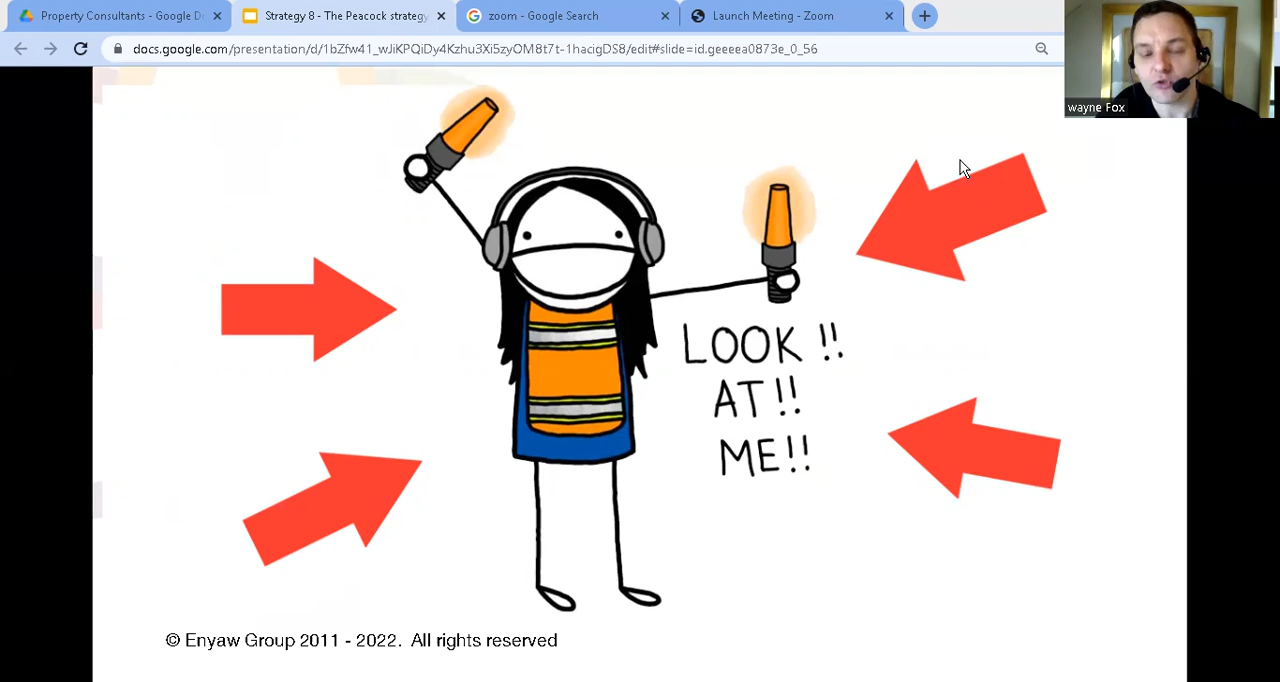 Property Consultants - Google D
Strategy 8 - The Peacock strategy
zoom - Google Search
Launch Meeting - Zoom
docs.google.com/presentation/d/1bZfw41_wJiKPQiDy4Kzhu3Xi5zyOM8t7t-1hacigDS8/edit#slide=id.geeeea0873e_0_56
wayne Fox
LOOK !!
AT!!
ME!!
© Enyaw Group 2011 - 2022. All rights reserved